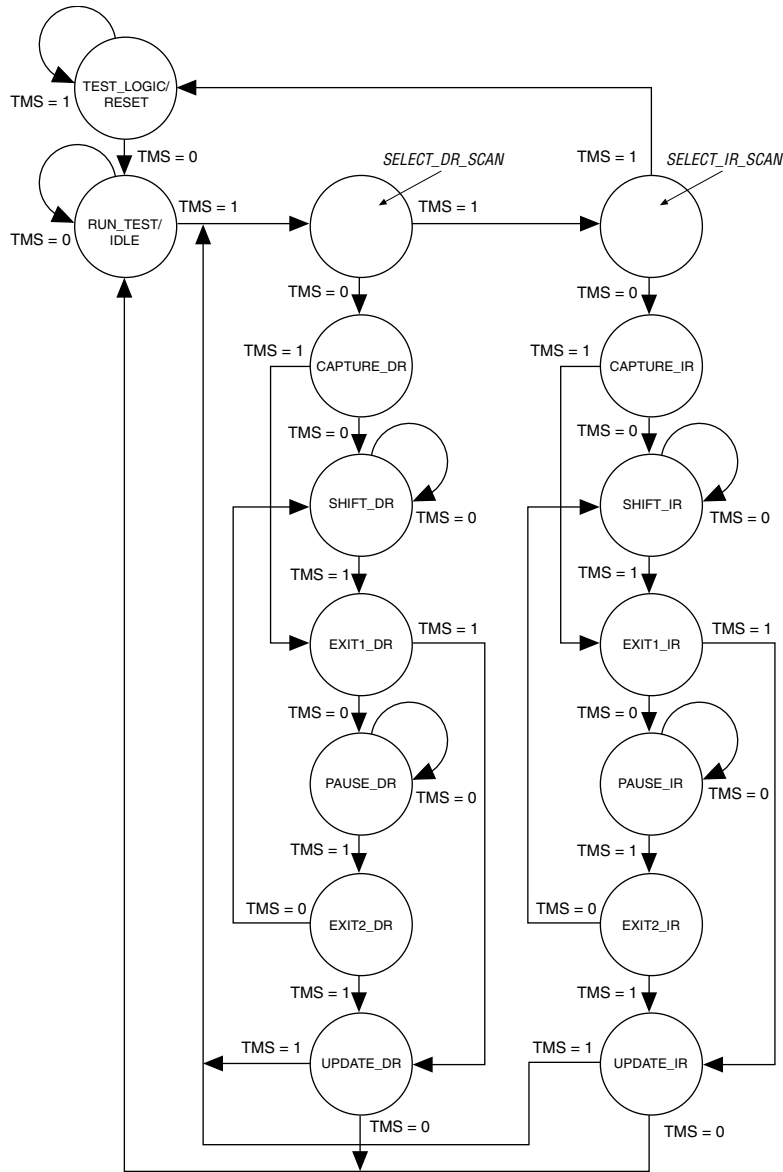 TEST_LOGIC/
RESET
TMS = 1
TMS = 0
SELECT_DR_SCAN
TMS = 1
SELECT_IR_SCAN
RUN_TEST/
IDLE
TMS = 0
TMS = 1
TMS = 1
TMS = 0
TMS = 0
TMS = 1
CAPTURE_DR
TMS = 1
CAPTURE_IR
TMS = 0
TMS = 0
SHIFT_DR
TMS = 0
SHIFT_IR
TMS = 0
TMS = 1
TMS = 1
EXIT1_DR
TMS = 1
EXIT1_IR
TMS = 1
TMS = 0
TMS = 0
PAUSE_DR
TMS = 0
PAUSE_IR
TMS = 0
TMS = 1
TMS = 1
TMS = 0
EXIT2_DR
TMS = 0
EXIT2_IR
TMS = 1
TMS = 1
TMS = 1
UPDATE_DR
TMS = 1
UPDATE_IR
TMS = 0
TMS = 0